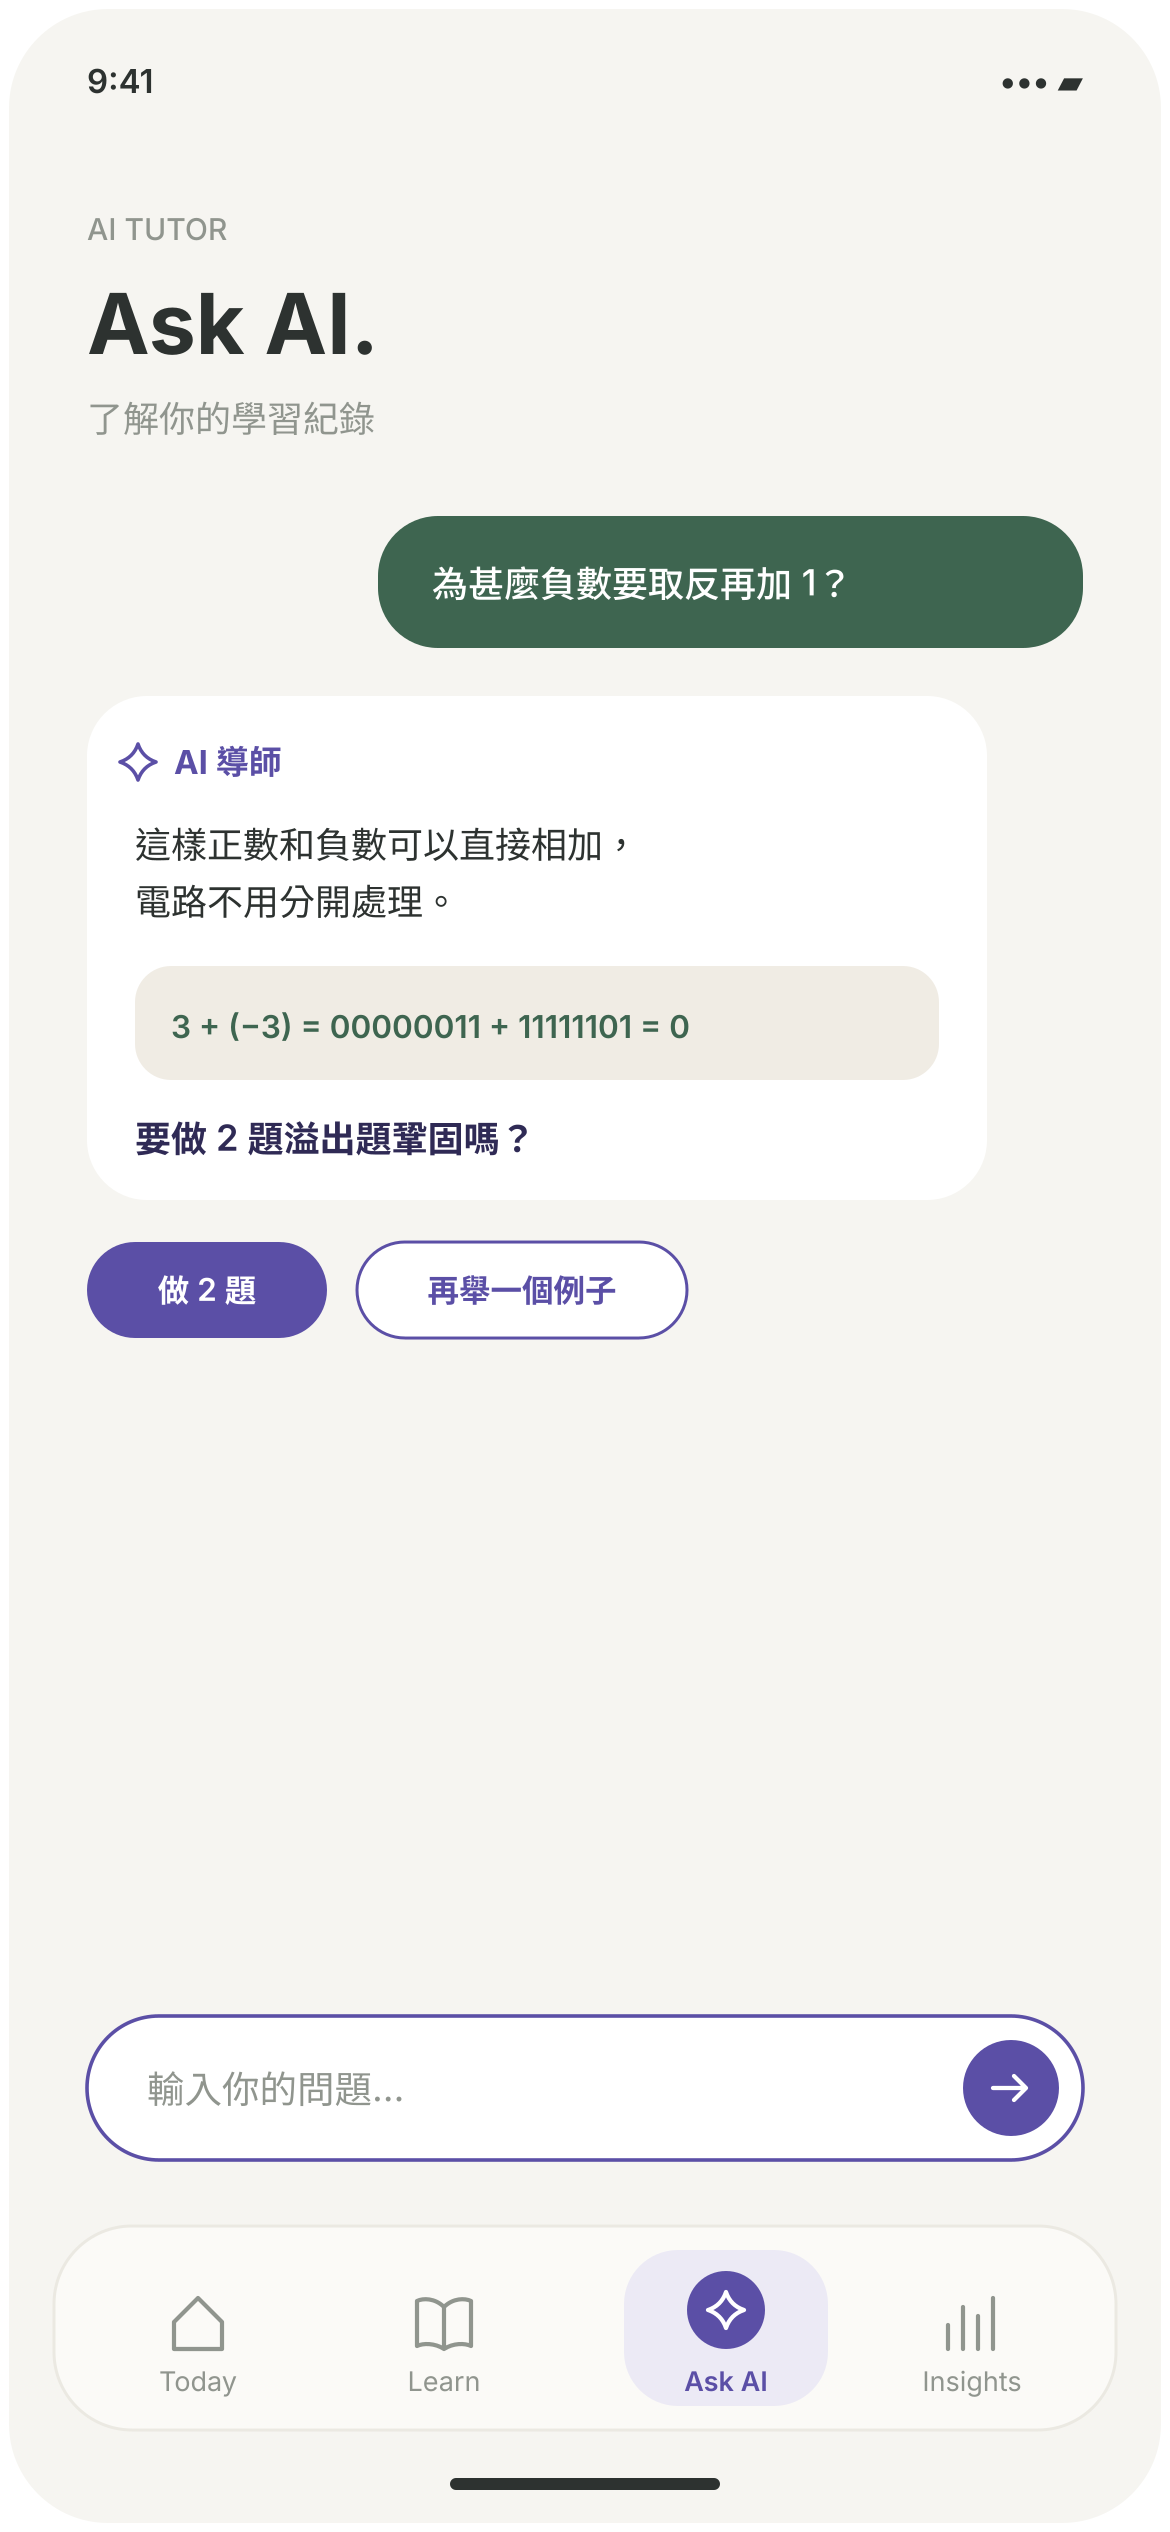 9:41
AI TUTOR
Ask AI.
了解你的學習紀錄
為甚麼負數要取反再加 1？
AI 導師
這樣正數和負數可以直接相加，
電路不用分開處理。
3 + (−3) = 00000011 + 11111101 = 0
要做 2 題溢出題鞏固嗎？
做 2 題
再舉一個例子
輸入你的問題...
Today
Learn
Ask AI
Insights